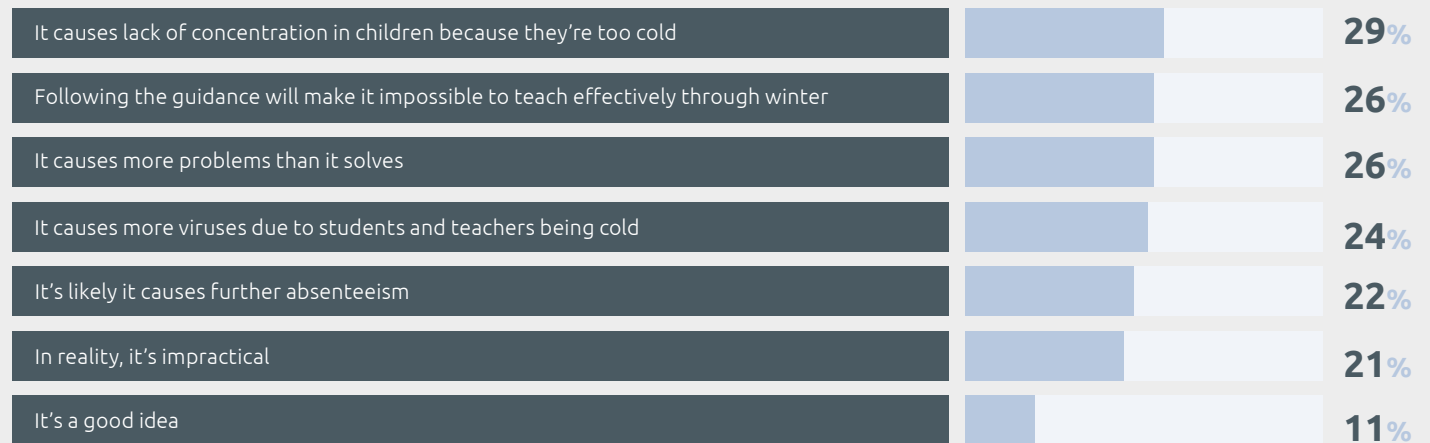 It causes lack of concentration in children because they’re too cold 29%
Following the guidance will make it impossible to teach effectively through winter 26%
It causes more problems than it solves 26%
It causes more viruses due to students and teachers being cold 24%
It’s likely it causes further absenteeism 22%
In reality, it’s impractical 21%
It’s a good idea 11%